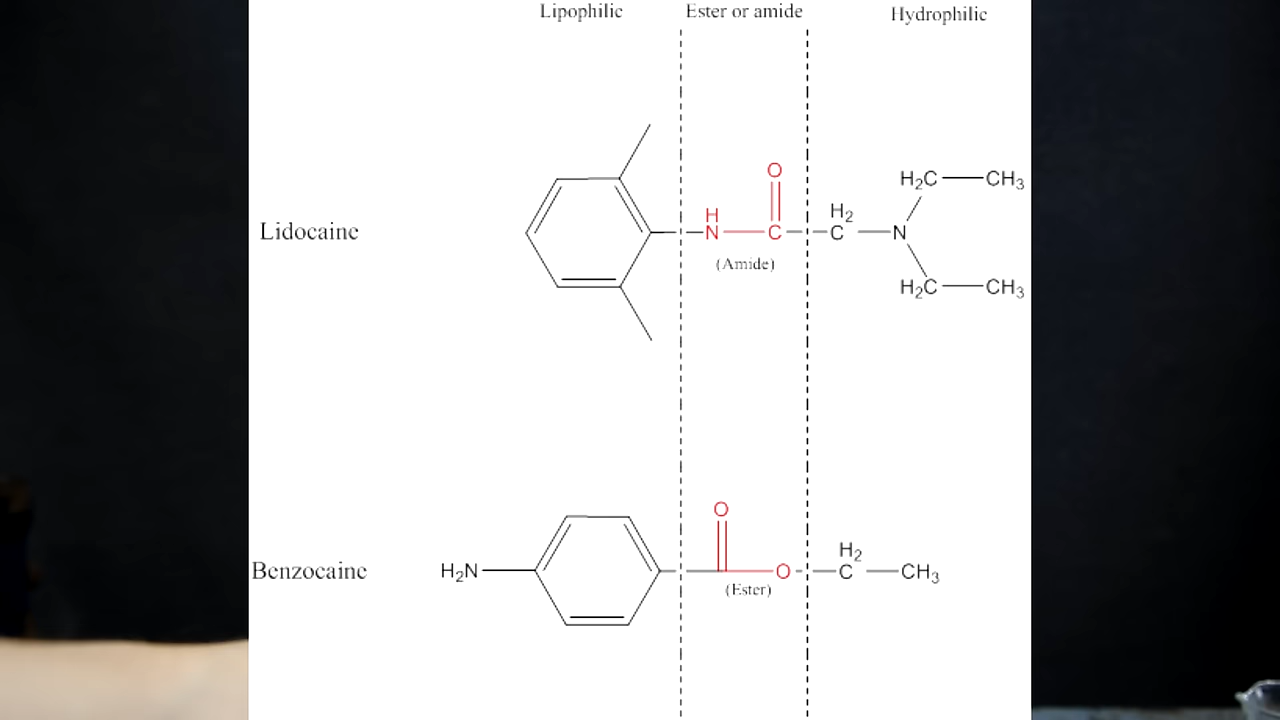 Lipophilic Ester or amide Hydrophilic
O
H₂C CH₃
H H₂
Lidocaine N C C N
(Amide)
H₂C CH₃
O
H₂
Benzocaine H₂N O C CH₃
(Ester)